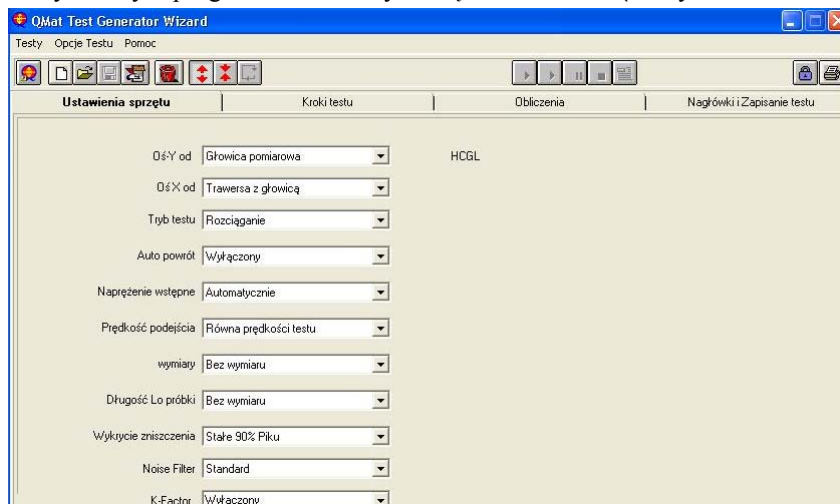 QMat Test Generator Wizard
Testy Opcje Testu Pomoc
Ustawienia sprzętu Kroki testu Obliczenia Nagłówki i Zapisanie testu
Oś-Y od Głowica pomiarowa HCGL
Oś X od Trawersa z głowicą
Tryb testu Rozciąganie
Auto powrót Wyłączony
Naprężenie wstępne Automatycznie
Prędkość podejścia Równa prędkości testu
wymiary Bez wymiaru
Długość Lo próbki Bez wymiaru
Wykrycie zniszczenia Stałe 90% Piku
Noise Filter Standard
K-Factor Wyłączony